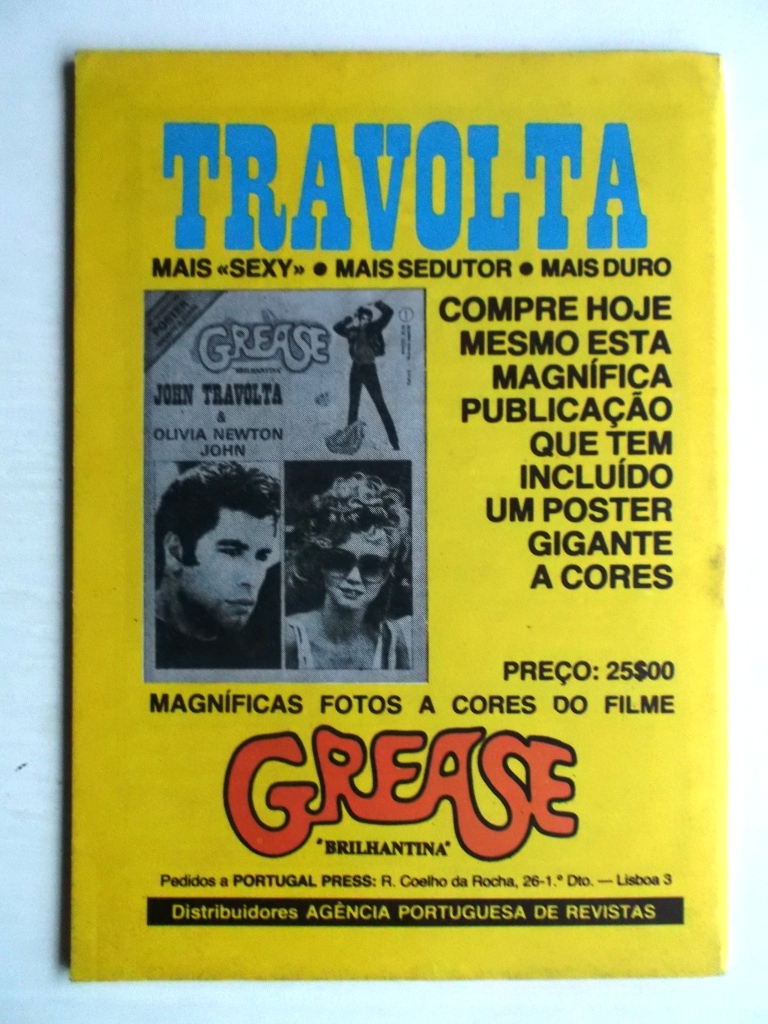 TRAVOLTA
MAIS «SEXY» ● MAIS SEDUTOR ● MAIS DURO
POSTER
GREASE
"BRILHANTINA"
JOHN TRAVOLTA
&
OLIVIA NEWTON
JOHN
COMPRE HOJE
MESMO ESTA
MAGNÍFICA
PUBLICAÇÃO
QUE TEM
INCLUÍDO
UM POSTER
GIGANTE
A CORES
PREÇO: 25$00
MAGNÍFICAS FOTOS A CORES DO FILME
GREASE
"BRILHANTINA"
Pedidos a PORTUGAL PRESS: R. Coelho da Rocha, 26-1.º Dto. — Lisboa 3
Distribuidores AGÊNCIA PORTUGUESA DE REVISTAS